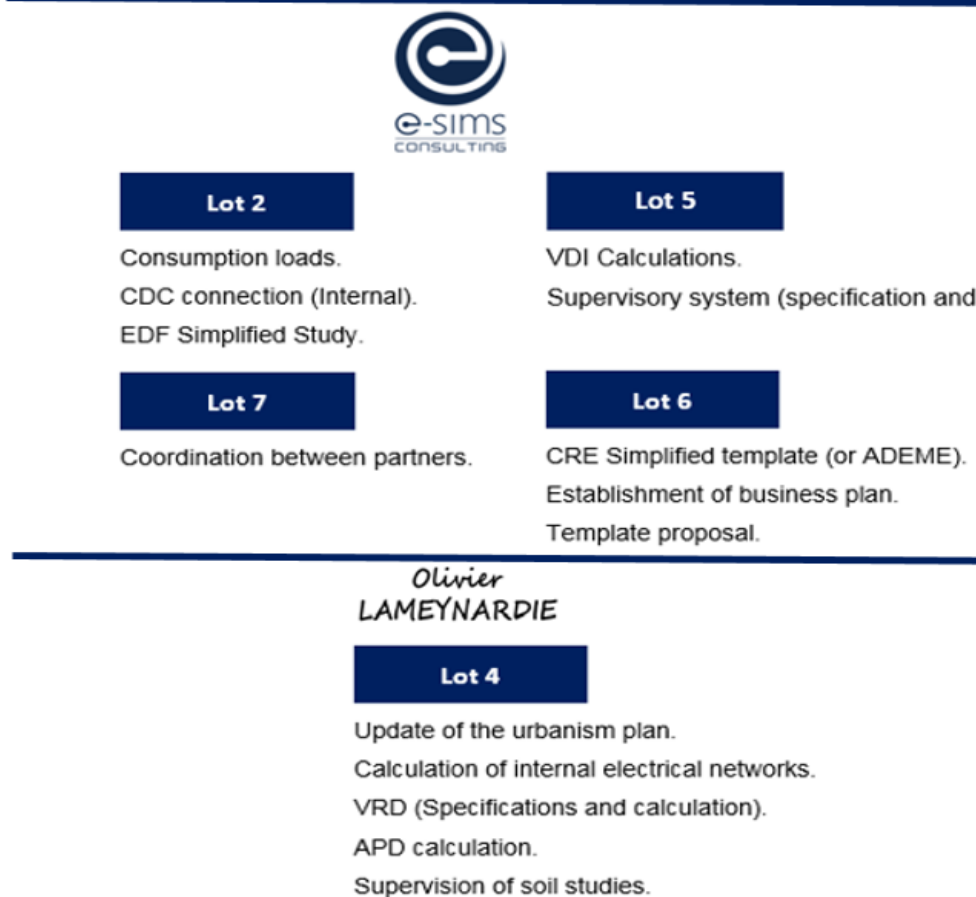 e-sims
CONSULTING
Lot 2
Consumption loads.
CDC connection (Internal).
EDF Simplified Study.
Lot 5
VDI Calculations.
Supervisory system (specification and
Lot 7
Coordination between partners.
Lot 6
CRE Simplified template (or ADEME).
Establishment of business plan.
Template proposal.
Olivier
LAMEYNARDIE
Lot 4
Update of the urbanism plan.
Calculation of internal electrical networks.
VRD (Specifications and calculation).
APD calculation.
Supervision of soil studies.